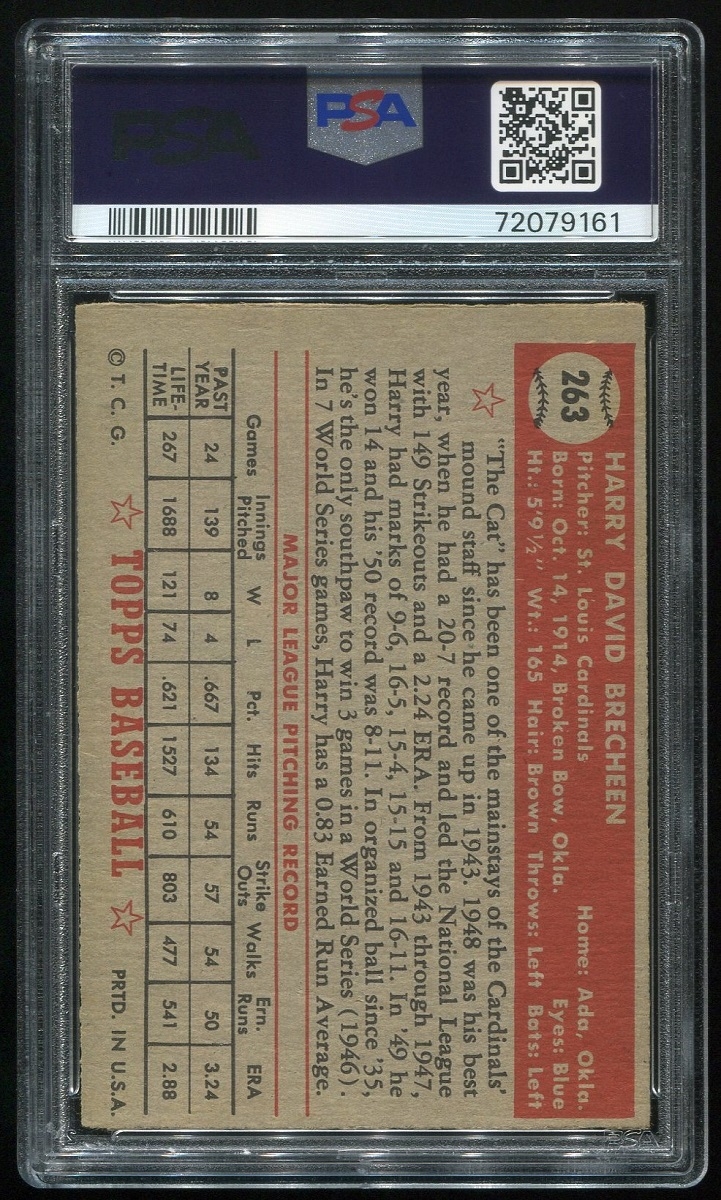 PSA
PSA
72079161
263
HARRY DAVID BRECHEEN
Pitcher: St. Louis Cardinals Home: Ada, Okla.
Born: Oct. 14, 1914, Broken Bow, Okla. Eyes: Blue
Ht.: 5'9½" Wt.: 165 Hair: Brown Throws: Left Bats: Left
"The Cat" has been one of the mainstays of the Cardinals'
mound staff since he came up in 1943. 1948 was his best
year, when he had a 20-7 record and led the National League
with 149 Strikeouts and a 2.24 ERA. From 1943 through 1947,
Harry had marks of 9-6, 16-5, 15-4, 15-15 and 16-11. In '49 he
won 14 and his '50 record was 8-11. In organized ball since '35,
he's the only southpaw to win 3 games in a World Series (1946).
In 7 World Series games, Harry has a 0.83 Earned Run Average.
MAJOR LEAGUE PITCHING RECORD
Games Innings Pitched W L Pct. Hits Runs Strike Outs Walks Ern. Runs ERA
PAST YEAR 24 139 8 4 .667 134 54 57 54 50 3.24
LIFE-TIME 267 1688 121 74 .621 1527 610 803 477 541 2.88
© T. C. G. TOPPS BASEBALL PRTD. IN U.S.A.
PSA